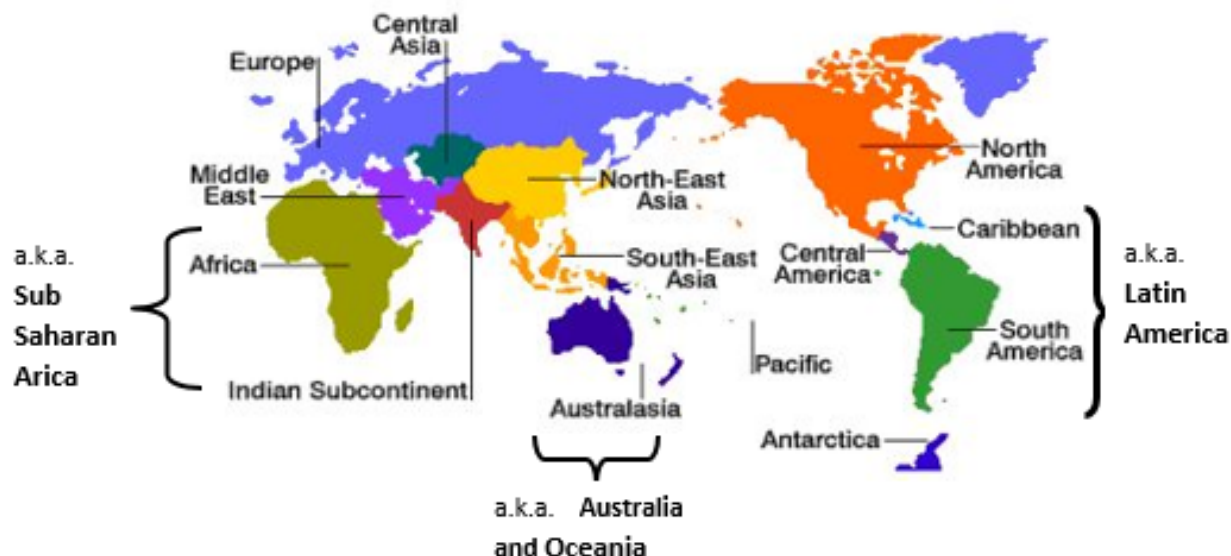 Central
Asia
Europe
Middle
East
North-East
Asia
North
America
a.k.a.
Sub
Saharan
Arica
Africa
South-East
Asia
Central
America
Caribbean
a.k.a.
Latin
America
South
America
Pacific
Indian Subcontinent
Australasia
Antarctica
a.k.a. Australia
and Oceania